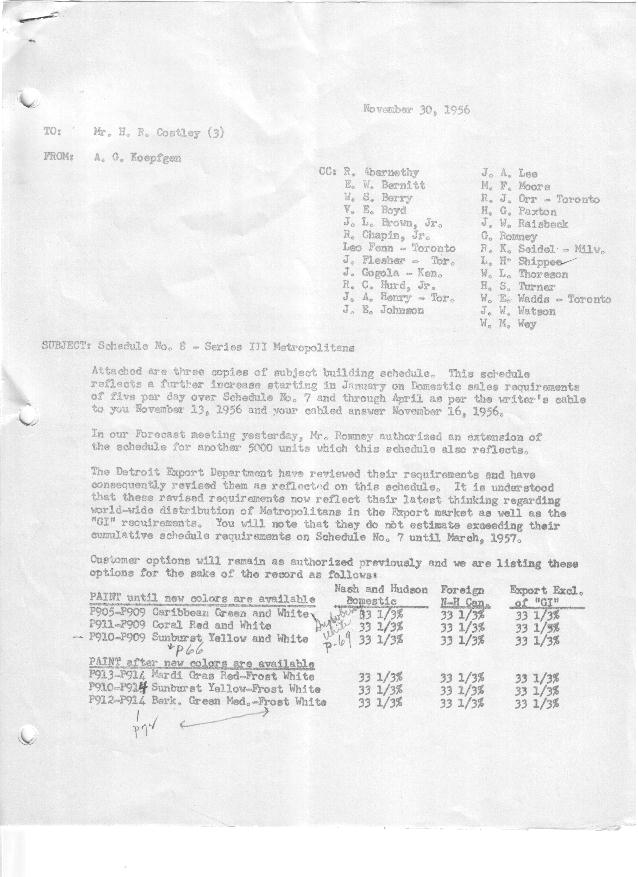 November 30, 1956
TO: Mr. H. R. Costley (3)
FROM: A. G. Koepfgen
CC: R. Abernethy
E. W. Bernitt
W. S. Berry
V. E. Boyd
J. L. Brown, Jr.
R. Chapin, Jr.
Leo Fenn - Toronto
J. Flesher - Tor.
J. Gogola - Ken.
R. C. Hurd, Jr.
J. A. Henry - Tor.
J. E. Johnson
J. A. Lee
M. F. Moore
R. J. Orr - Toronto
H. G. Paxton
J. W. Raisbeck
G. Romney
R. K. Seidel - Milw.
L. H. Shippee
W. L. Thoreson
H. S. Turner
W. E. Wadds - Toronto
J. W. Watson
W. M. Wey
SUBJECT: Schedule No. 8 - Series III Metropolitans
Attached are three copies of subject building schedule. This schedule
reflects a further increase starting in January on Domestic sales requirements
of five per day over Schedule No. 7 and through April as per the writer's cable
to you November 13, 1956 and your cabled answer November 16, 1956.
In our Forecast meeting yesterday, Mr. Romney authorized an extension of
the schedule for another 5000 units which this schedule also reflects.
The Detroit Export Department have reviewed their requirements and have
consequently revised them as reflected on this schedule. It is understood
that these revised requirements now reflect their latest thinking regarding
world-wide distribution of Metropolitans in the Export market as well as the
"GI" requirements. You will note that they do not estimate exceeding their
cumulative schedule requirements on Schedule No. 7 until March, 1957.
Customer options will remain as authorized previously and we are listing these
options for the sake of the record as follows:
Nash and Hudson Foreign Export Excl.
PAINT until new colors are available Domestic N-H Can. of "GI"
P905-P909 Caribbean Green and White 33 1/3% 33 1/3% 33 1/3%
P911-P909 Coral Red and White 33 1/3% 33 1/3% 33 1/3%
P910-P909 Sunburst Yellow and White 33 1/3% 33 1/3% 33 1/3%
White
P-69
*P66
PAINT after new colors are available
P913-P914 Mardi Gras Red-Frost White 33 1/3% 33 1/3% 33 1/3%
P910-P914 Sunburst Yellow-Frost White 33 1/3% 33 1/3% 33 1/3%
P912-P914 Berk. Green Med.-Frost White 33 1/3% 33 1/3% 33 1/3%